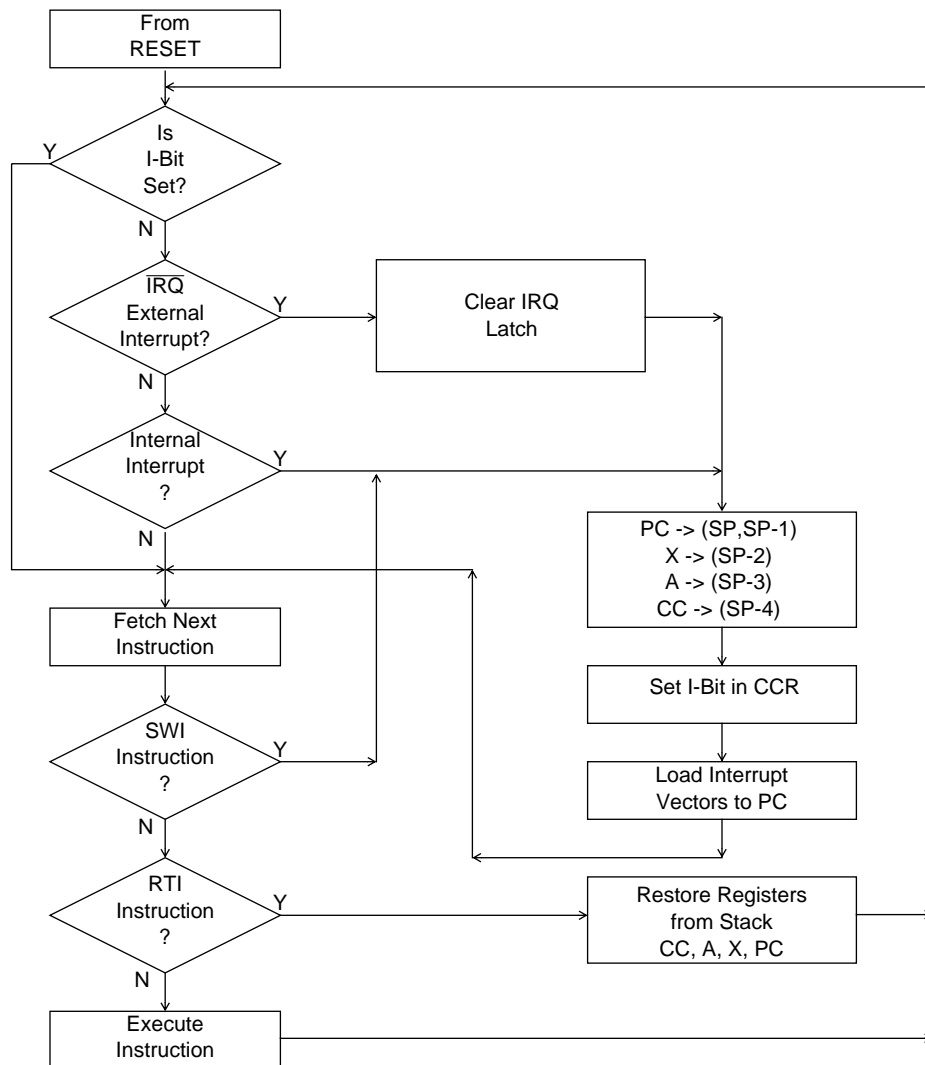 From
RESET
Is
I-Bit
Set?
Y
N
IRQ
External
Interrupt?
Y
N
Clear IRQ
Latch
Internal
Interrupt
?
Y
N
PC -> (SP,SP-1)
X -> (SP-2)
A -> (SP-3)
CC -> (SP-4)
Fetch Next
Instruction
Set I-Bit in CCR
SWI
Instruction
?
Y
N
Load Interrupt
Vectors to PC
RTI
Instruction
?
Y
N
Restore Registers
from Stack
CC, A, X, PC
Execute
Instruction